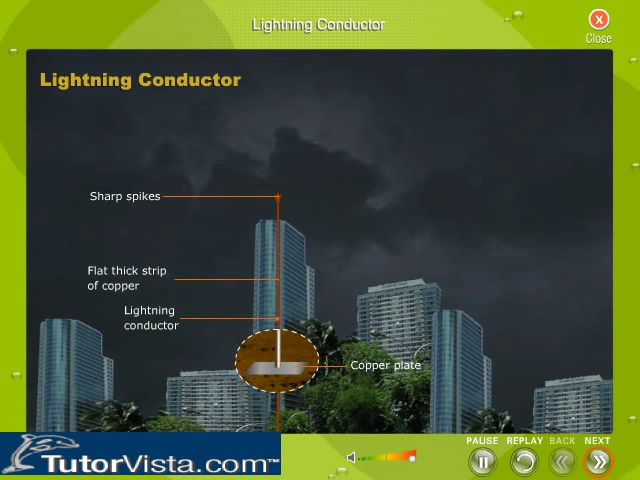 Lightning Conductor
Close
Lightning Conductor
Sharp spikes
Flat thick strip
of copper
Lightning
conductor
Copper plate
PAUSE REPLAY BACK NEXT
TutorVista.com™